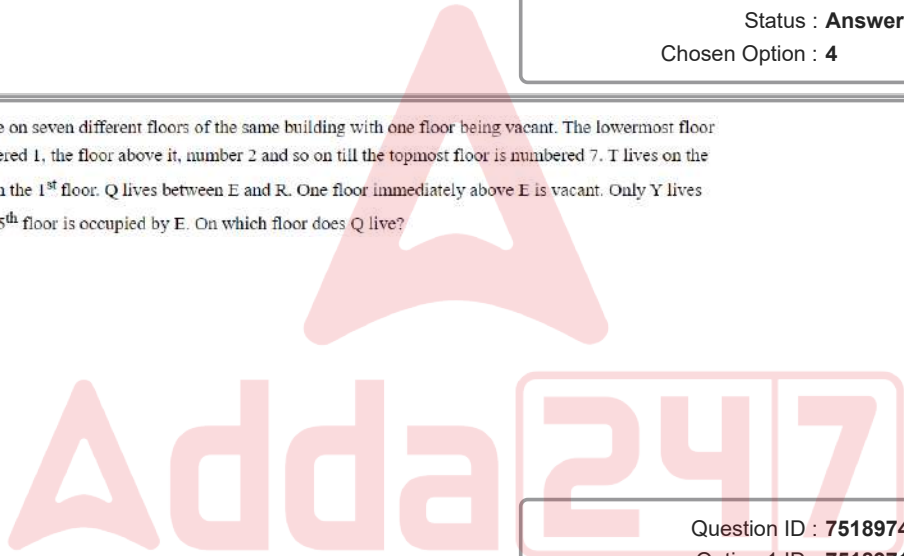 Status : Answer
Chosen Option : 4
e on seven different floors of the same building with one floor being vacant. The lowermost floor
ered 1, the floor above it, number 2 and so on till the topmost floor is numbered 7. T lives on the
n the 1st floor. Q lives between E and R. One floor immediately above E is vacant. Only Y lives
5th floor is occupied by E. On which floor does Q live?
Adda247
Question ID : 7518974